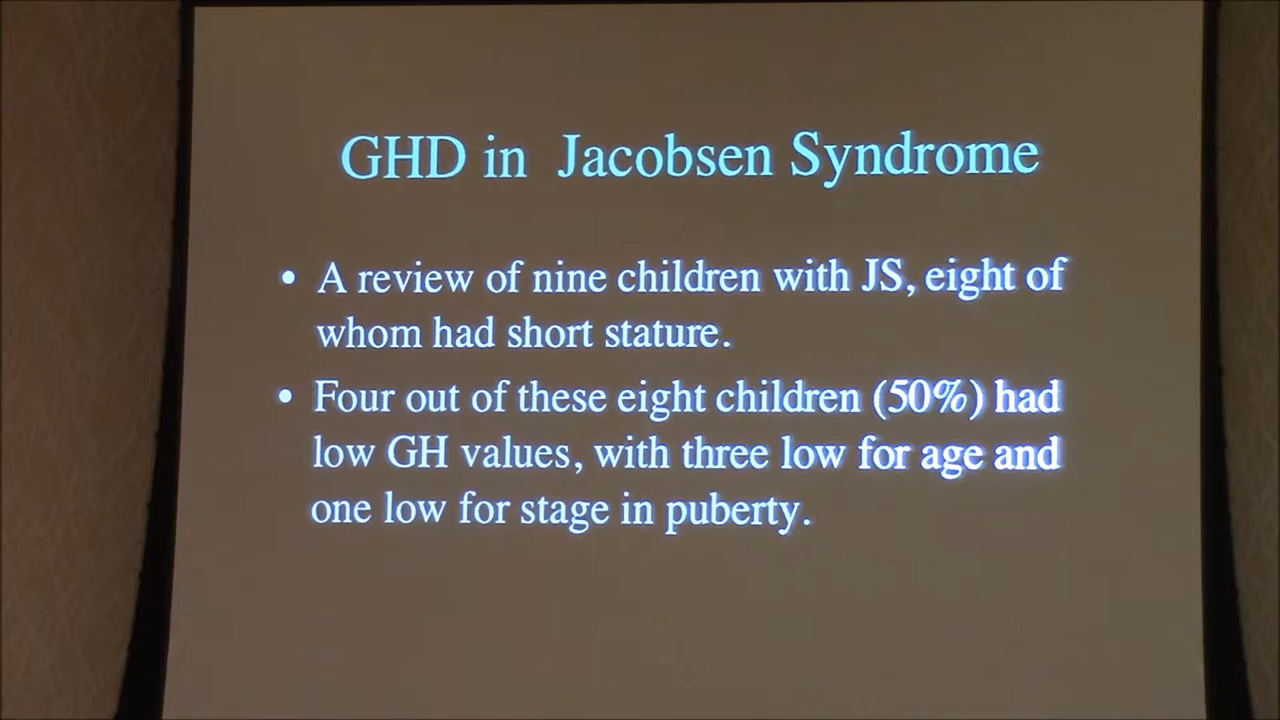 GHD in Jacobsen Syndrome
• A review of nine children with JS, eight of
whom had short stature.
• Four out of these eight children (50%) had
low GH values, with three low for age and
one low for stage in puberty.